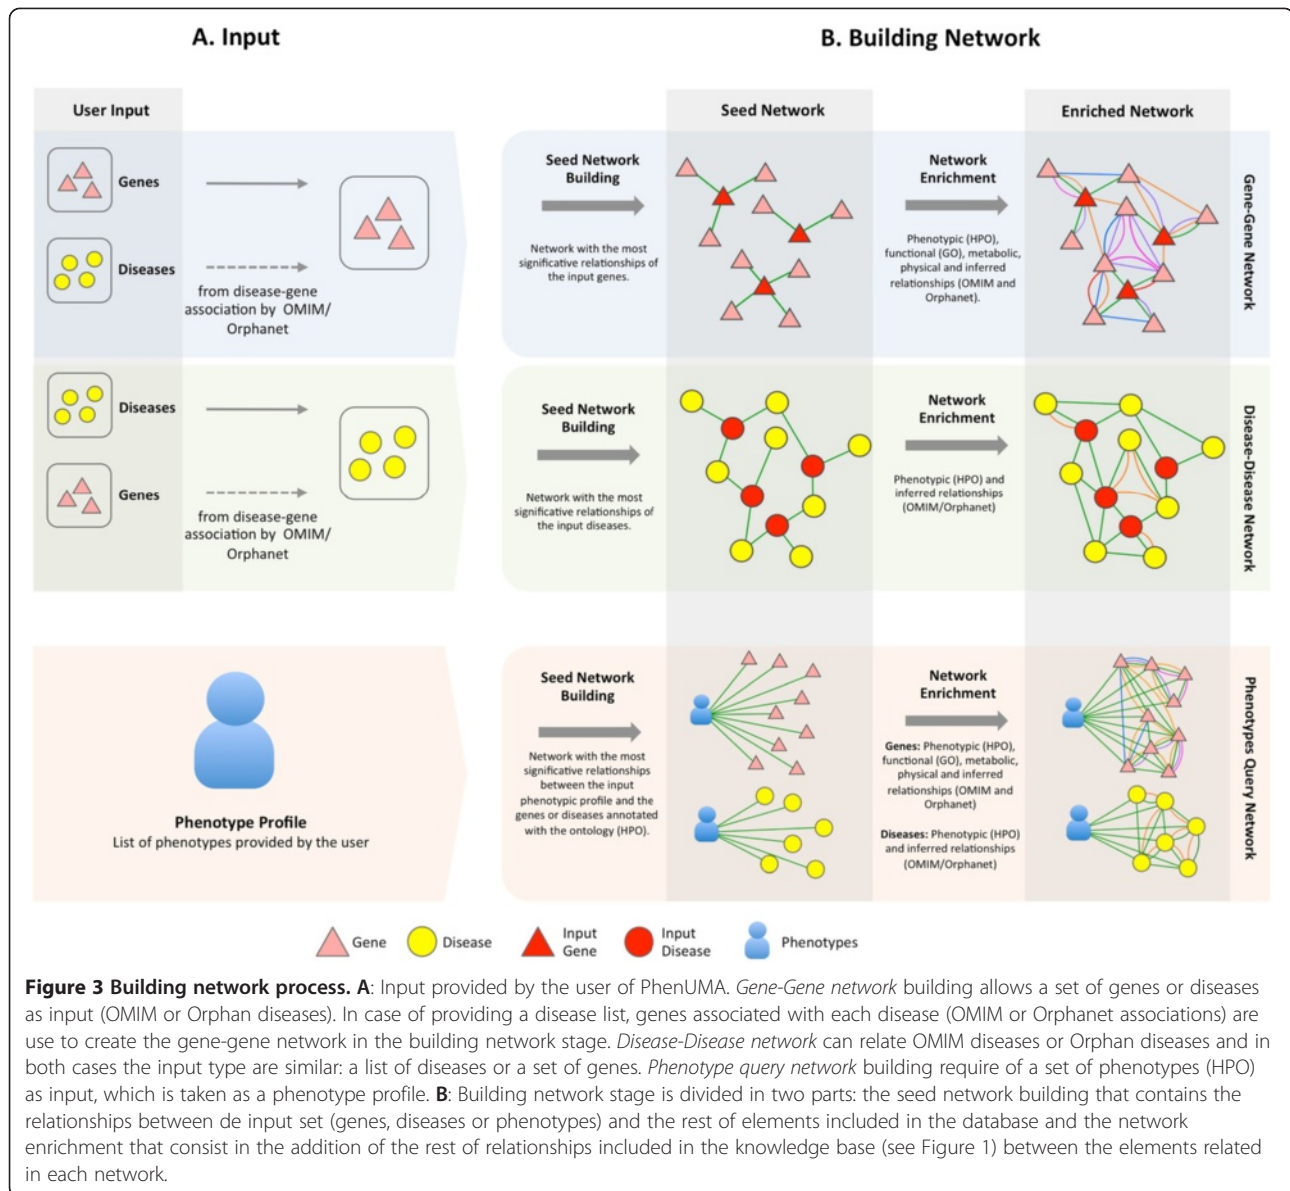 A. Input
B. Building Network
User Input
Seed Network
Enriched Network
Genes
Diseases
from disease-gene
association by OMIM/
Orphanet
Seed Network
Building
Network with the most
significative relationships of
the input genes.
Network
Enrichment
Phenotypic (HPO),
functional (GO), metabolic,
physical and inferred
relationships (OMIM and
Orphanet).
Gene-Gene Network
Diseases
Genes
from disease-gene
association by OMIM/
Orphanet
Seed Network
Building
Network with the most
significative relationships of
the input diseases.
Network
Enrichment
Phenotypic (HPO) and
inferred relationships
(OMIM/Orphanet)
Disease-Disease Network
Phenotype Profile
List of phenotypes provided by the user
Seed Network
Building
Network with the most
significative relationships
between the input
phenotypic profile and the
genes or diseases annotated
with the ontology (HPO).
Network
Enrichment
Genes: Phenotypic (HPO),
functional (GO), metabolic,
physical and inferred
relationships (OMIM and
Orphanet)
Diseases: Phenotypic (HPO)
and inferred relationships
(OMIM/Orphanet)
Phenotypes Query Network
Gene
Disease
Input
Gene
Input
Disease
Phenotypes
Figure 3 Building network process. A: Input provided by the user of PhenUMA. Gene-Gene network building allows a set of genes or diseases
as input (OMIM or Orphan diseases). In case of providing a disease list, genes associated with each disease (OMIM or Orphanet associations) are
use to create the gene-gene network in the building network stage. Disease-Disease network can relate OMIM diseases or Orphan diseases and in
both cases the input type are similar: a list of diseases or a set of genes. Phenotype query network building require of a set of phenotypes (HPO)
as input, which is taken as a phenotype profile. B: Building network stage is divided in two parts: the seed network building that contains the
relationships between de input set (genes, diseases or phenotypes) and the rest of elements included in the database and the network
enrichment that consist in the addition of the rest of relationships included in the knowledge base (see Figure 1) between the elements related
in each network.